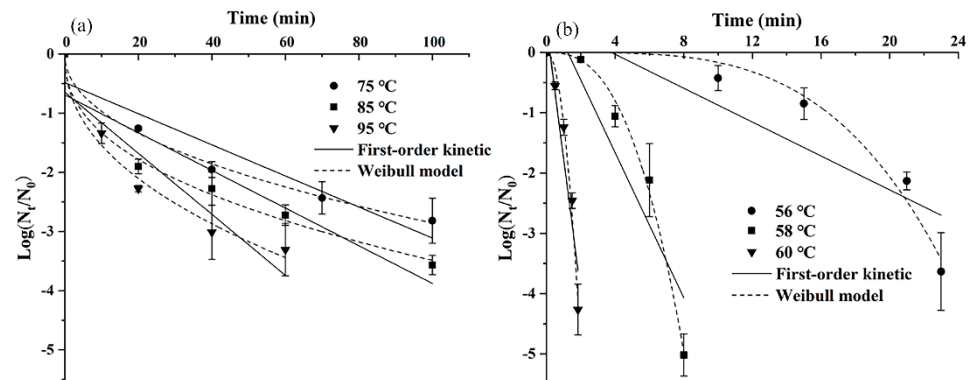 Time (min)
(a)
0 20 40 60 80 100
0
-1
-2
-3
-4
-5
Log(Nt/N0)
75 °C
85 °C
95 °C
First-order kinetic
Weibull model
Time (min)
(b)
0 4 8 12 16 20 24
0
-1
-2
-3
-4
-5
Log(Nt/N0)
56 °C
58 °C
60 °C
First-order kinetic
Weibull model